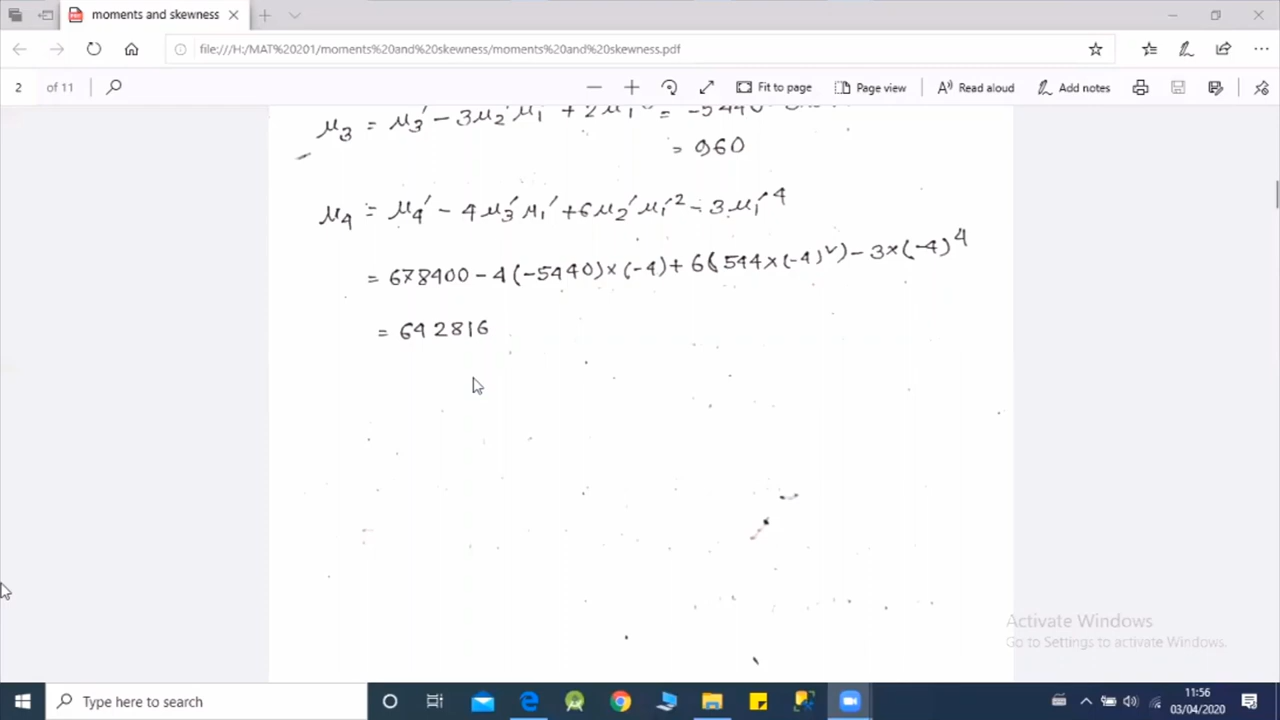 moments and skewness
file:///H:/MAT%20201/moments%20and%20skewness/moments%20and%20skewness.pdf
2 of 11 Fit to page Page view Read aloud Add notes
μ₃ = μ₃′ − 3μ₂′μ₁′ + 2μ₁′ = −5440
= 960
μ₄ = μ₄′ − 4μ₃′μ₁′ + 6μ₂′μ₁′² − 3μ₁′⁴
= 678400 − 4(−5440)×(−4) + 6(544×(−4)²) − 3×(−4)⁴
= 642816
Activate Windows
Go to Settings to activate Windows.
Type here to search
11:56
03/04/2020